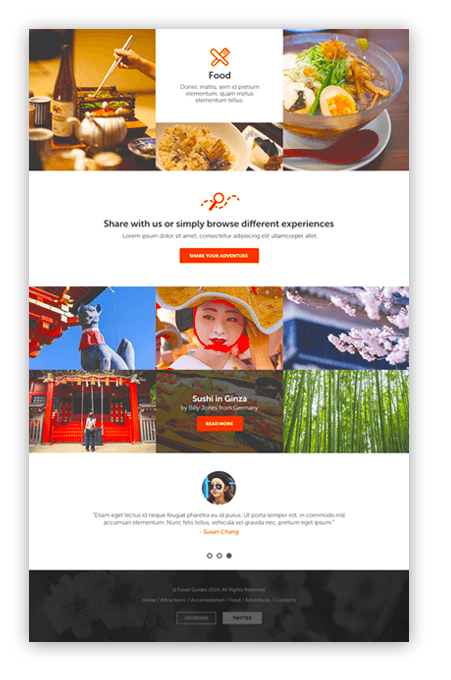 Food
Donec mattis, sem id pretium
elementum, quam metus
elementum tellus.
Share with us or simply browse different experiences
Lorem ipsum dolor sit amet, consectetur adipiscing elit ullamcorper allet.
SHARE YOUR ADVENTURE
Sushi in Ginza
by Billy Jones from Germany
READ MORE
"Etiam eget lectus id neque feugiat pharetra eu id purus. Ut porta semper est, in commodo nisl
accumsan elementum. Nunc felis tellus, vehicula vel gravida nec, pretium eget ipsum."
- Susan Chang
@Travel Guides 2014. All Rights Reserved
Home / Attractions / Accomodation / Food / Adventures / Contacts
FACEBOOK
TWITTER